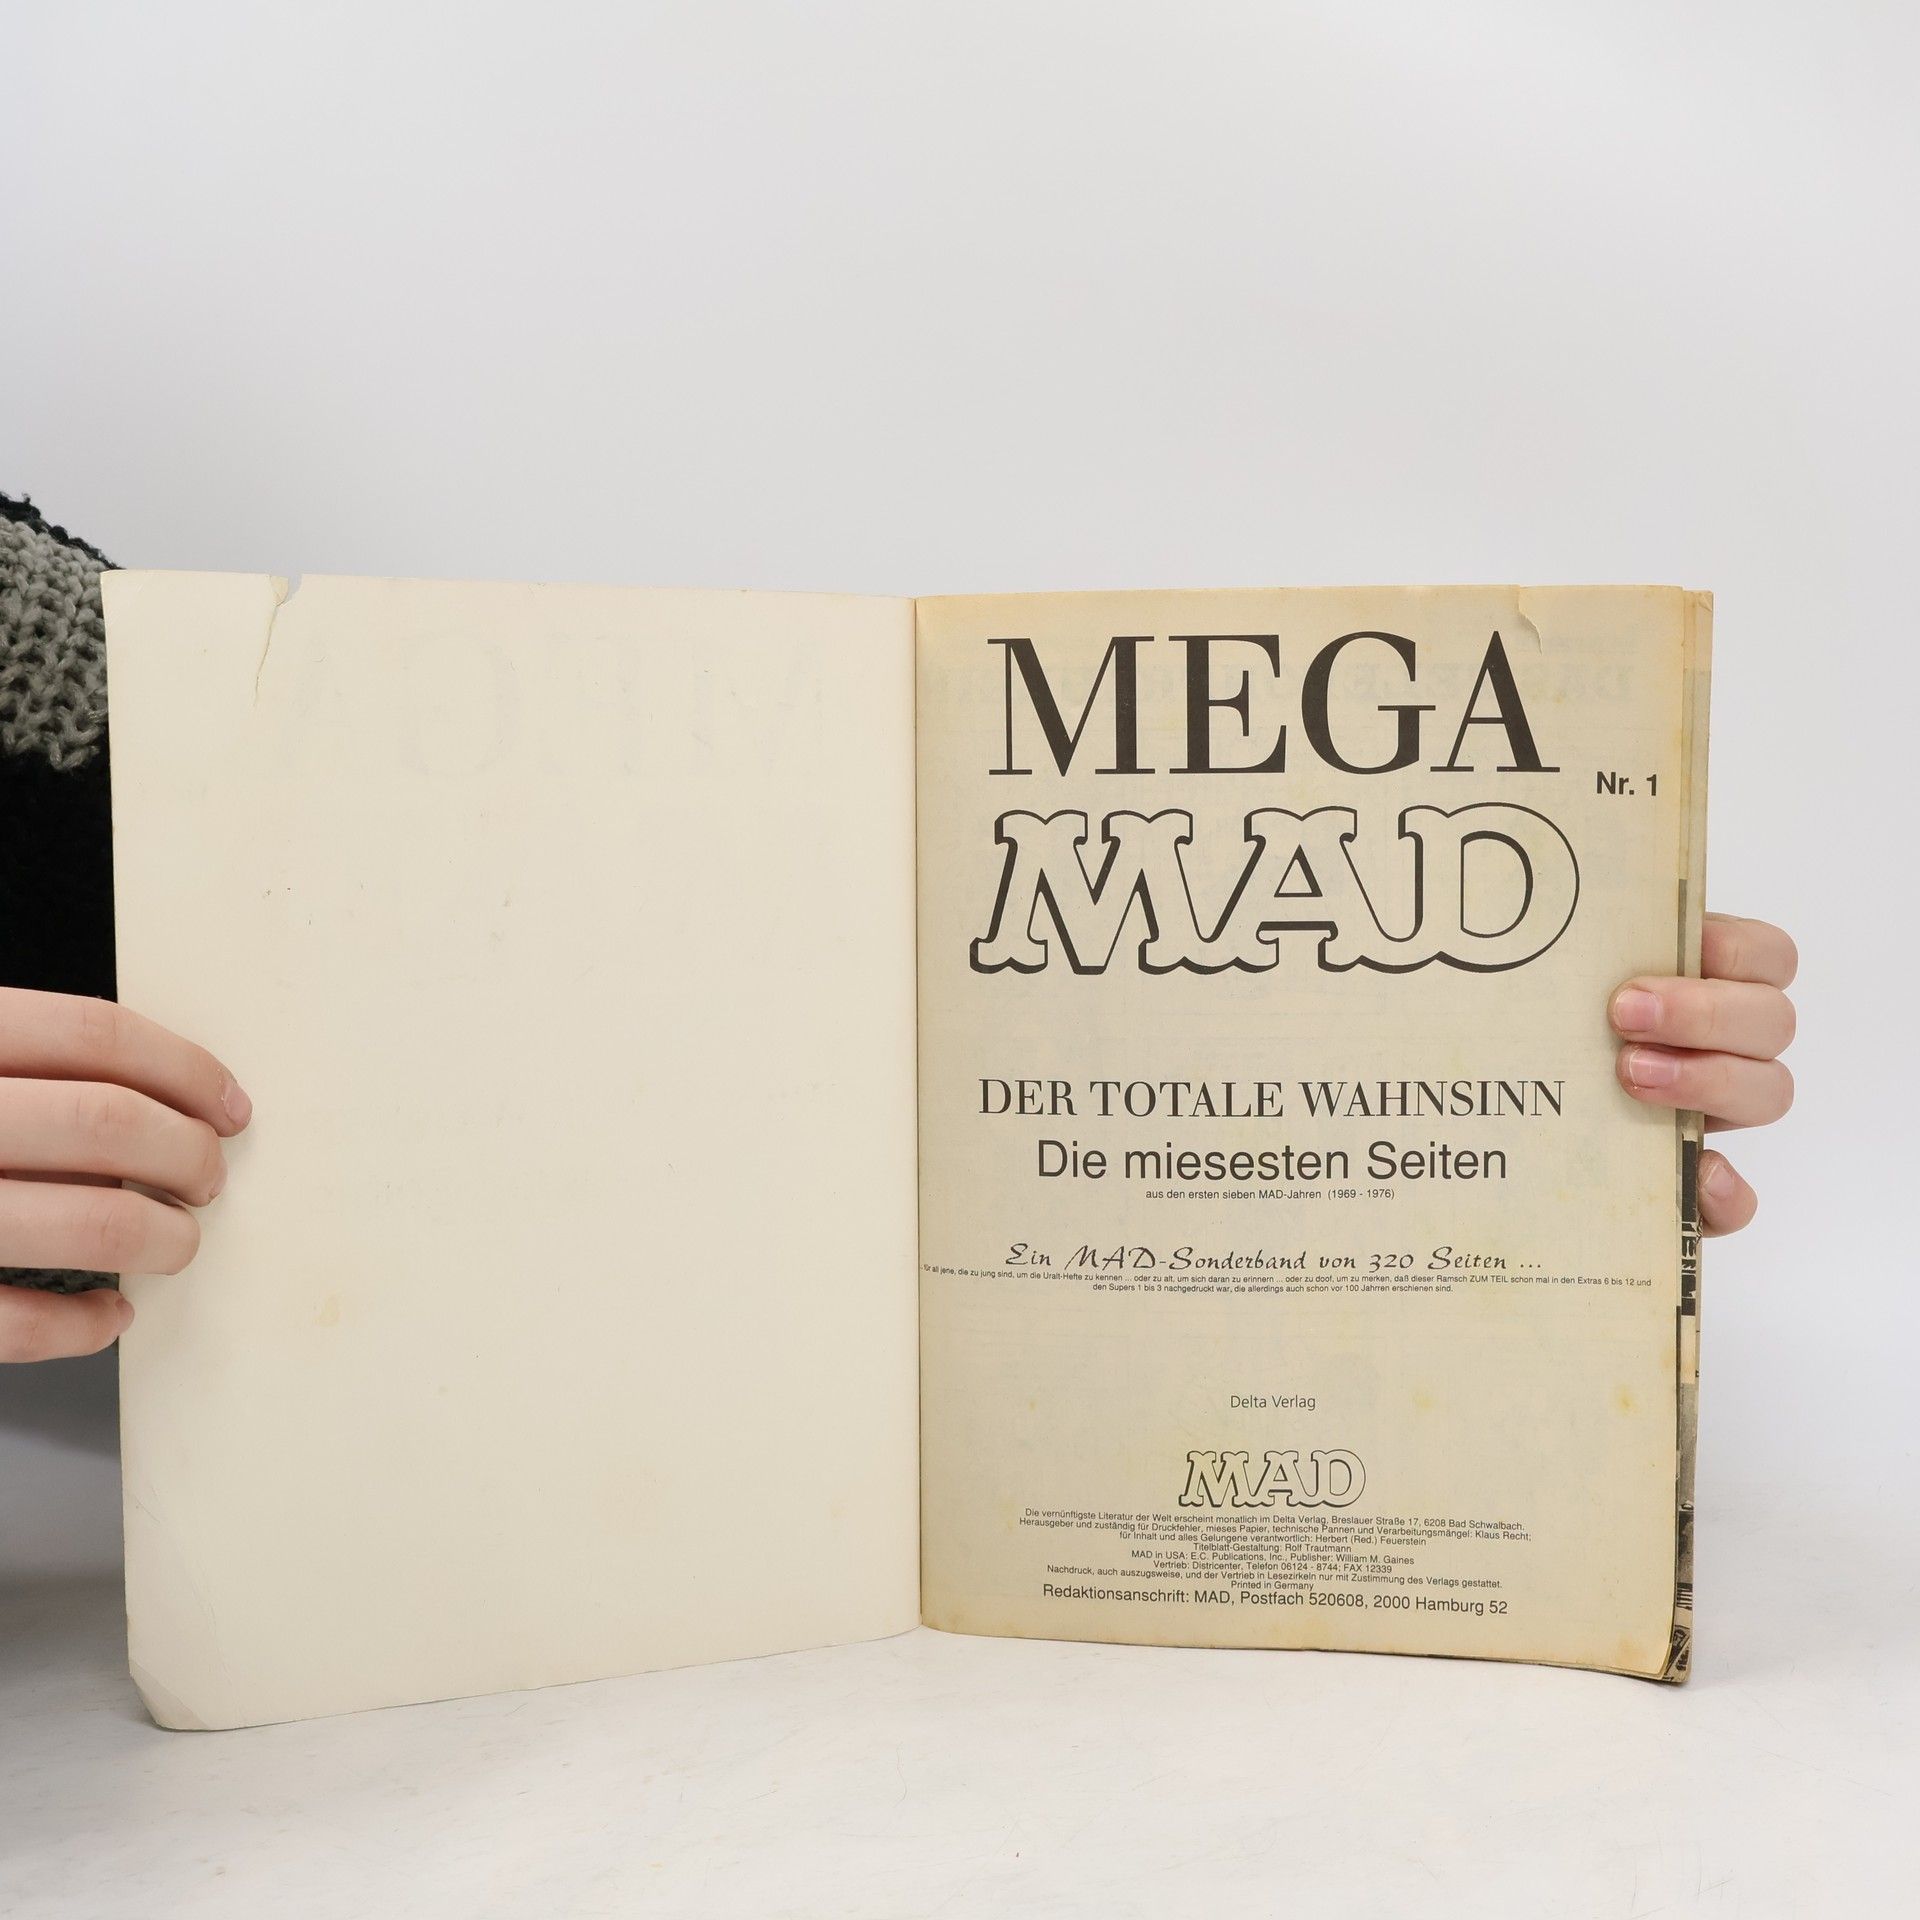 MEGA
Nr. 1
MAD
DER TOTALE WAHNSINN
Die miesesten Seiten
aus den ersten sieben MAD-Jahren (1969 - 1976)
Ein MAD-Sonderband von 320 Seiten ...
... für all jene, die zu jung sind, um die Uralt-Hefte zu kennen ... oder zu alt, um sich daran zu erinnern ... oder zu doof, um zu merken, daß dieser Ramsch ZUM TEIL schon mal in den Extras 6 bis 12 und
den Supers 1 bis 3 nachgedruckt war, die allerdings auch schon vor 100 Jahrren erschienen sind.
Delta Verlag
MAD
Die vernünftigste Literatur der Welt erscheint monatlich im Delta Verlag, Breslauer Straße 17, 6208 Bad Schwalbach.
Herausgeber und zuständig für Druckfehler, mieses Papier, technische Pannen und Verarbeitungsmängel: Klaus Recht;
für Inhalt und alles Gelungene verantwortlich: Herbert (Red.) Feuerstein
Titelblatt-Gestaltung: Rolf Trautmann
MAD in USA: E.C. Publications, Inc., Publisher: William M. Gaines
Vertrieb: Districenter, Telefon 06124 - 8744; FAX 12339
Nachdruck, auch auszugsweise, und der Vertrieb in Lesezirkeln nur mit Zustimmung des Verlags gestattet.
Printed in Germany
Redaktionsanschrift: MAD, Postfach 520608, 2000 Hamburg 52